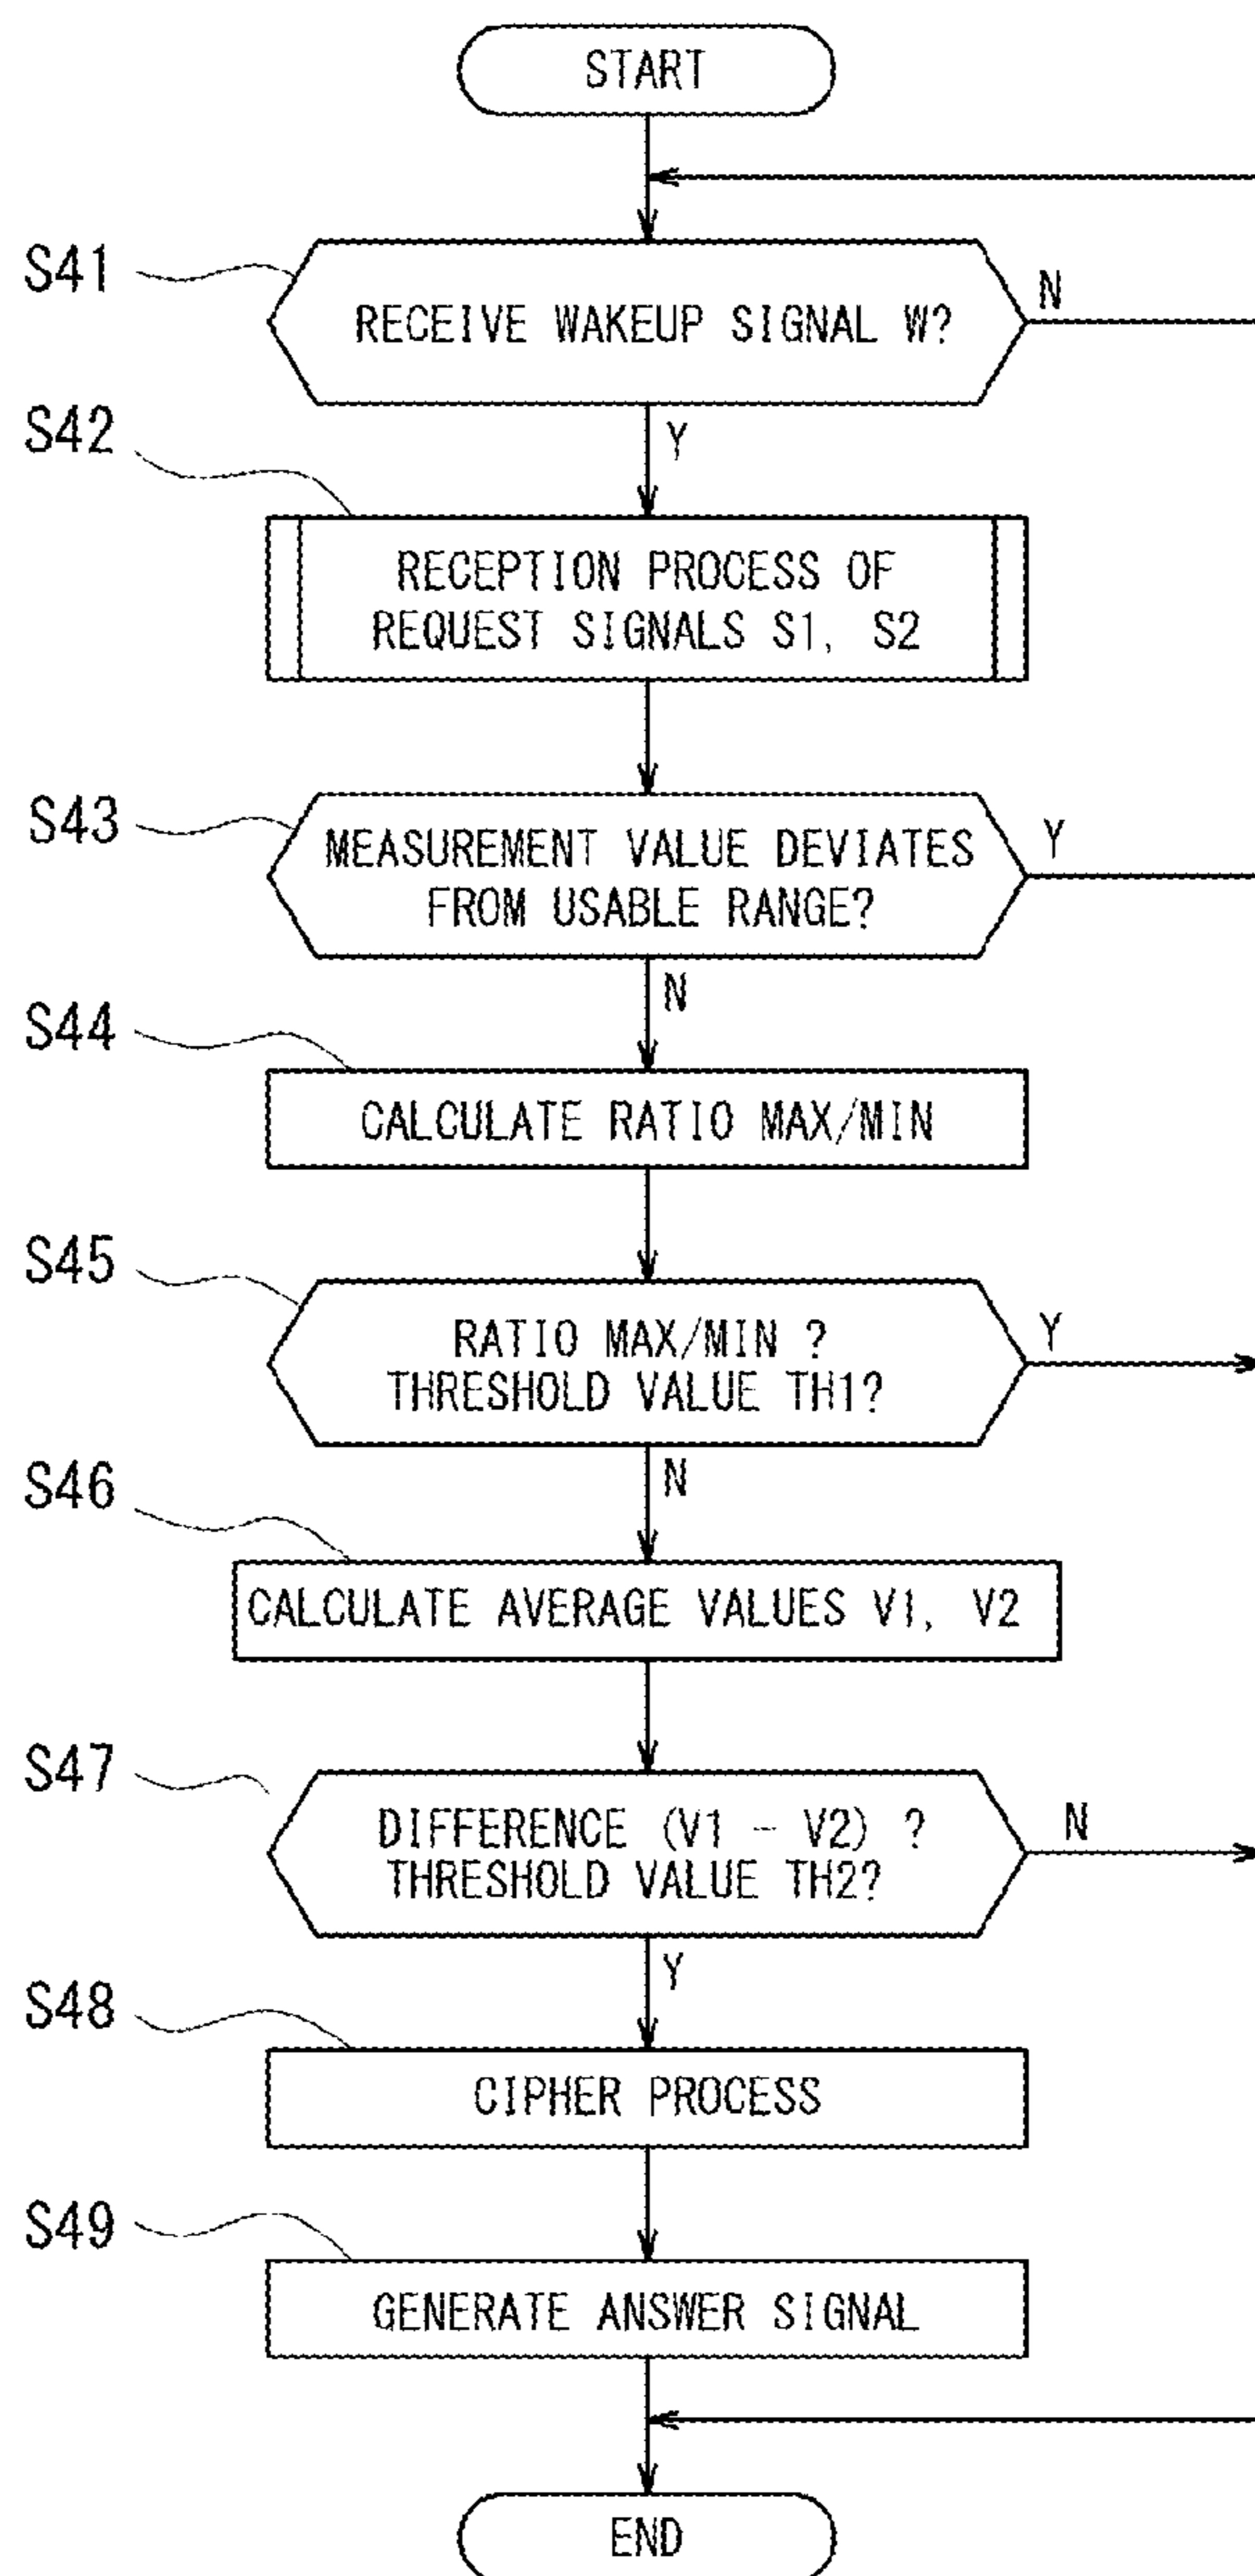 START
S41
RECEIVE WAKEUP SIGNAL W?
N
Y
S42
RECEPTION PROCESS OF
REQUEST SIGNALS S1, S2
S43
MEASUREMENT VALUE DEVIATES
FROM USABLE RANGE?
Y
N
S44
CALCULATE RATIO MAX/MIN
S45
RATIO MAX/MIN ?
THRESHOLD VALUE TH1?
Y
N
S46
CALCULATE AVERAGE VALUES V1, V2
S47
DIFFERENCE (V1 - V2) ?
THRESHOLD VALUE TH2?
N
Y
S48
CIPHER PROCESS
S49
GENERATE ANSWER SIGNAL
END